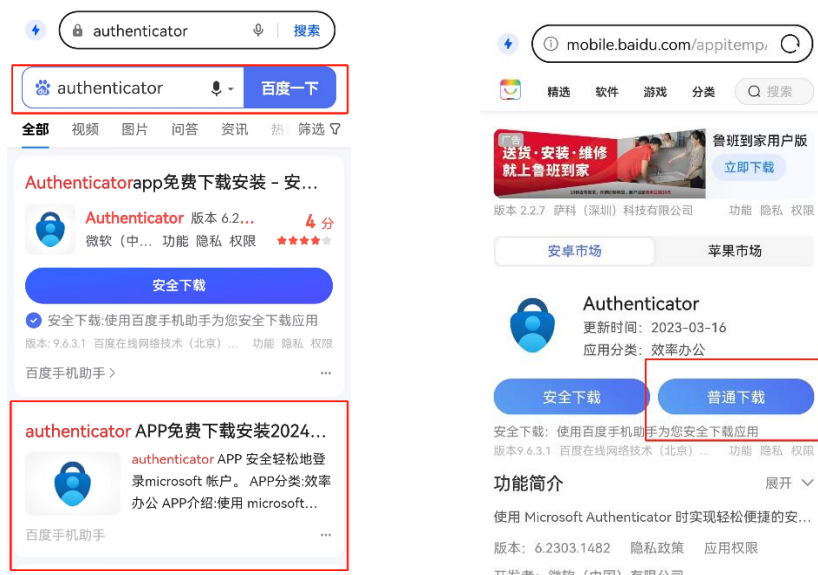 authenticator
搜索
authenticator
百度一下
全部 视频 图片 问答 资讯 筛选
Authenticatorapp免费下载安装 - 安...
Authenticator 版本 6.2...
4 分
微软（中... 功能 隐私 权限
安全下载
安全下载:使用百度手机助手为您安全下载应用
版本: 9.6.3.1 百度在线网络技术（北京）... 功能 隐私 权限
百度手机助手 >
...
authenticator APP免费下载安装2024...
authenticator APP 安全轻松地登
录microsoft 帐户。 APP分类:效率
办公 APP介绍:使用 microsoft...
百度手机助手
...
mobile.baidu.com/appitemp/
精选 软件 游戏 分类 搜索
广告
送货·安装·维修
就上鲁班到家
鲁班到家用户版
立即下载
版本 2.2.7 萨科（深圳）科技有限公司 功能 隐私 权限
安卓市场 苹果市场
Authenticator
更新时间： 2023-03-16
应用分类： 效率办公
安全下载 普通下载
安全下载： 使用百度手机助手为您安全下载应用
版本9.6.3.1 百度在线网络技术（北京）... 功能 隐私 权限
功能简介 展开
使用 Microsoft Authenticator 时实现轻松便捷的安...
版本： 6.2303.1482 隐私政策 应用权限
开发者： 微软（中国）有限公司